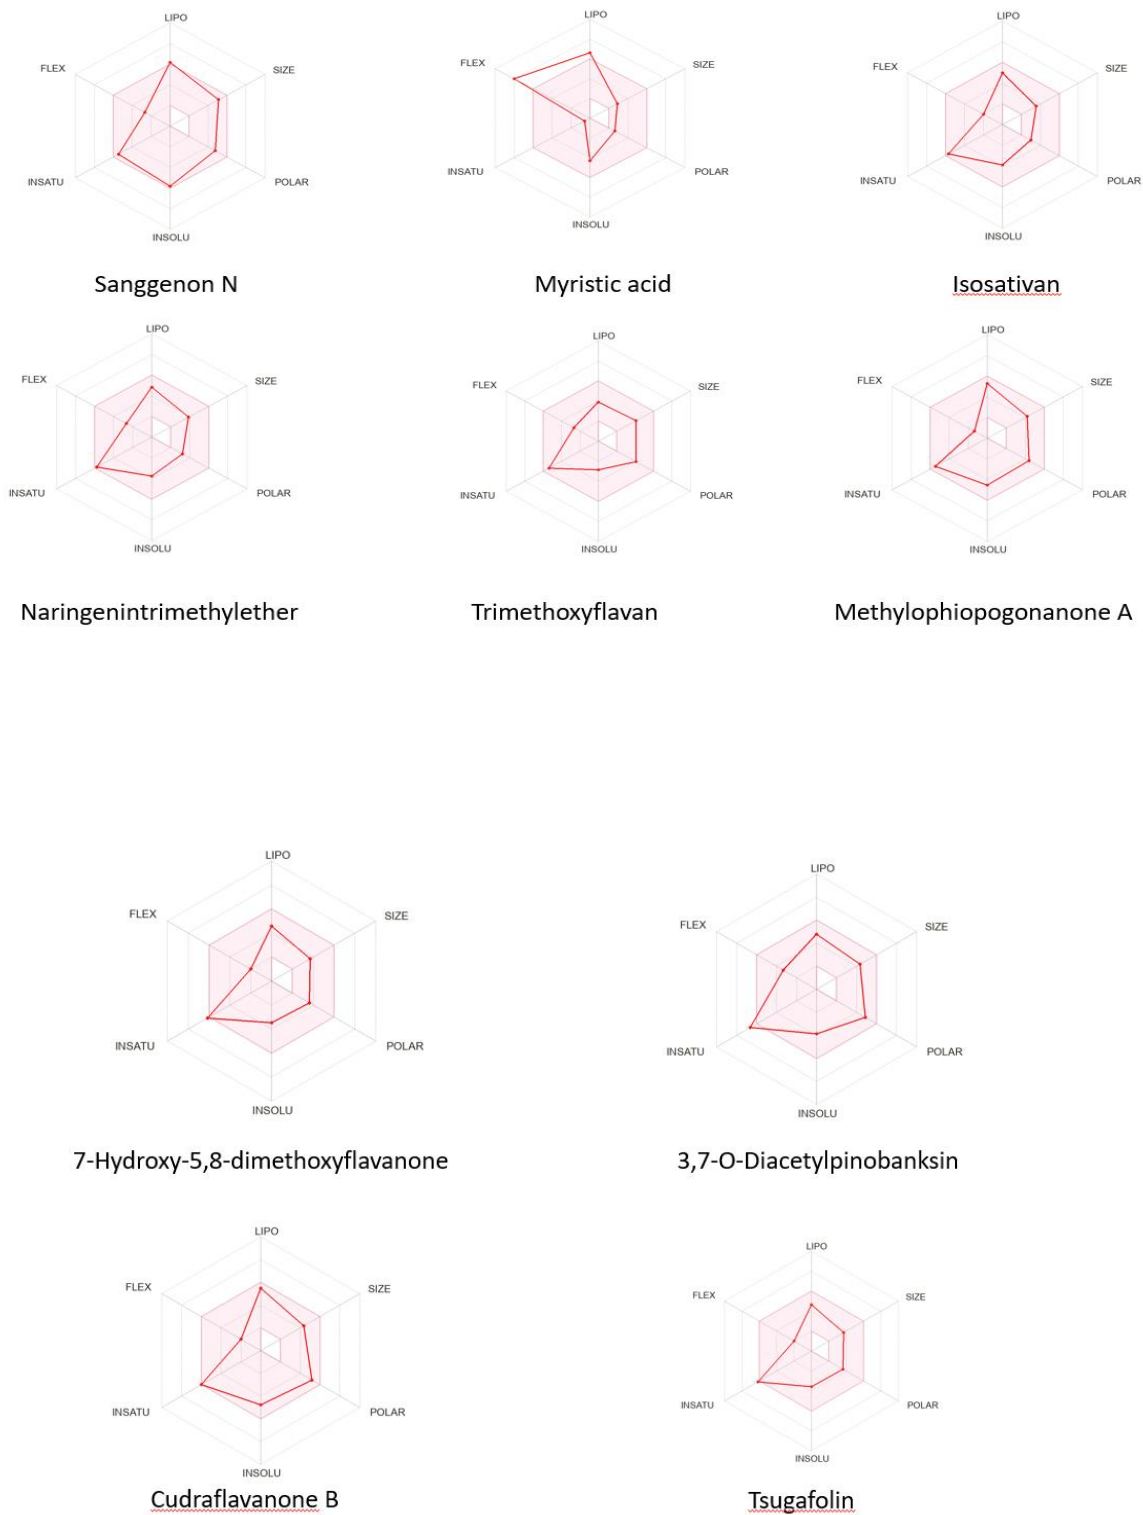 LIPO
LIPO
LIPO
FLEX
SIZE
FLEX
SIZE
FLEX
SIZE
INSATU
POLAR
INSATU
POLAR
INSATU
POLAR
INSOLU
INSOLU
INSOLU
Sanggenon N
Myristic acid
Isosativan
LIPO
LIPO
LIPO
FLEX
SIZE
FLEX
SIZE
FLEX
SIZE
INSATU
POLAR
INSATU
POLAR
INSATU
POLAR
INSOLU
INSOLU
INSOLU
Naringenintrimethylether
Trimethoxyflavan
Methylophiopogonanone A
LIPO
LIPO
FLEX
SIZE
FLEX
SIZE
INSATU
POLAR
INSATU
POLAR
INSOLU
INSOLU
7-Hydroxy-5,8-dimethoxyflavanone
3,7-O-Diacetylpinobanksin
LIPO
LIPO
FLEX
SIZE
FLEX
SIZE
INSATU
POLAR
INSATU
POLAR
INSOLU
INSOLU
Cudraflavanone B
Tsugafolin